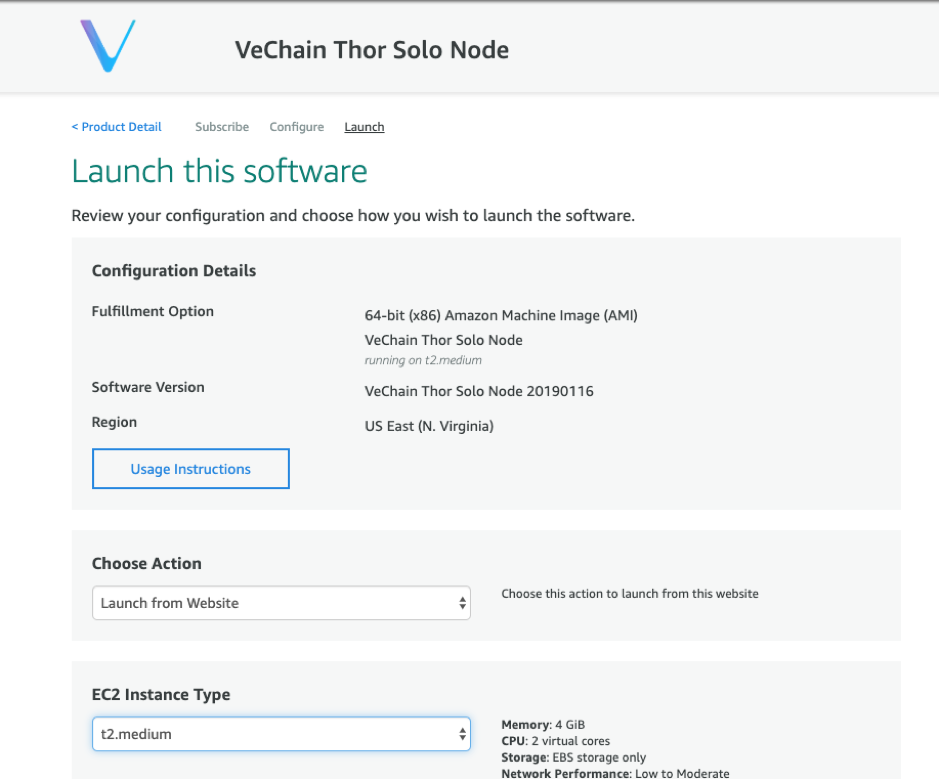 VeChain Thor Solo Node
< Product Detail Subscribe Configure Launch
Launch this software
Review your configuration and choose how you wish to launch the software.
Configuration Details
Fulfillment Option
64-bit (x86) Amazon Machine Image (AMI)
VeChain Thor Solo Node
running on t2.medium
Software Version
VeChain Thor Solo Node 20190116
Region
US East (N. Virginia)
Usage Instructions
Choose Action
Launch from Website
Choose this action to launch from this website
EC2 Instance Type
t2.medium
Memory: 4 GiB
CPU: 2 virtual cores
Storage: EBS storage only
Network Performance: Low to Moderate